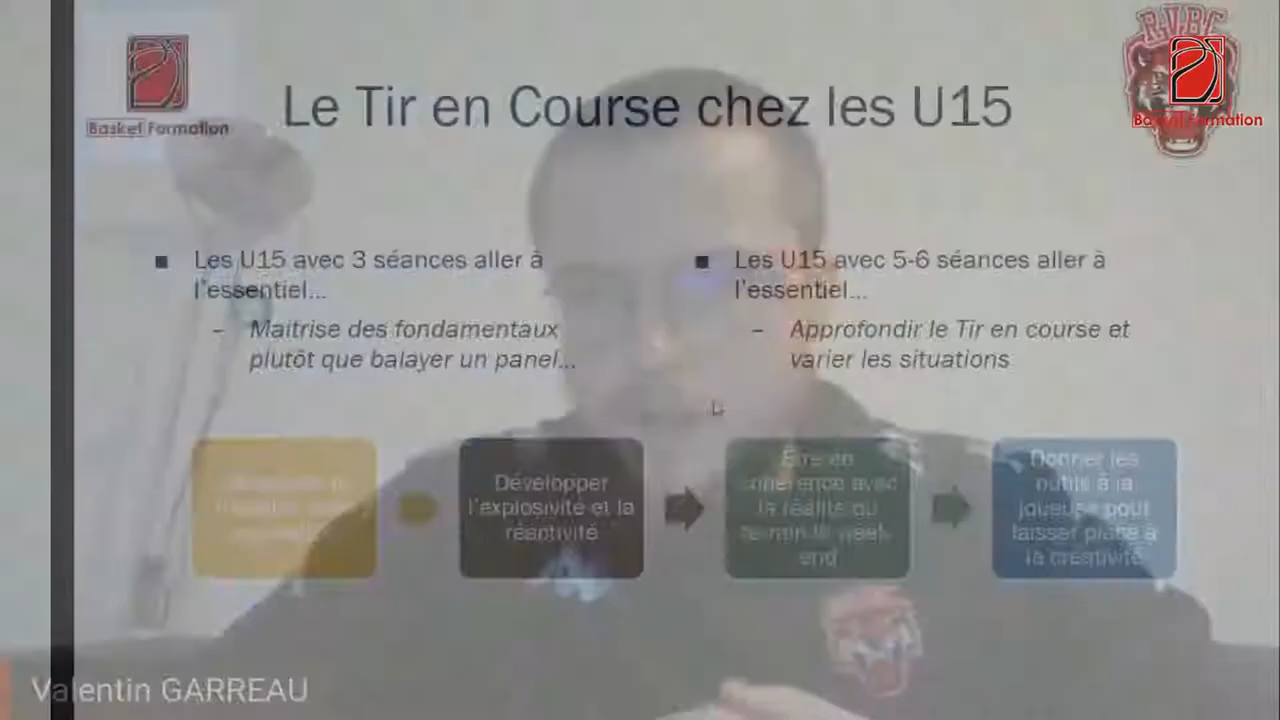 R.V.B.C
Basket Formation
Le Tir en Course chez les U15
Basket Formation
Les U15 avec 3 séances aller à
l'essentiel...
Maitrise des fondamentaux
plutôt que balayer un panel...
Les U15 avec 5-6 séances aller à
l'essentiel...
Approfondir le Tir en course et
varier les situations
Développer
l'explosivité et la
réactivité
Être en
cohérence avec
la réalité du
terrain le week-
end
Donner les
outils à la
joueuse pour
laisser place à
la créativité
Valentin GARREAU